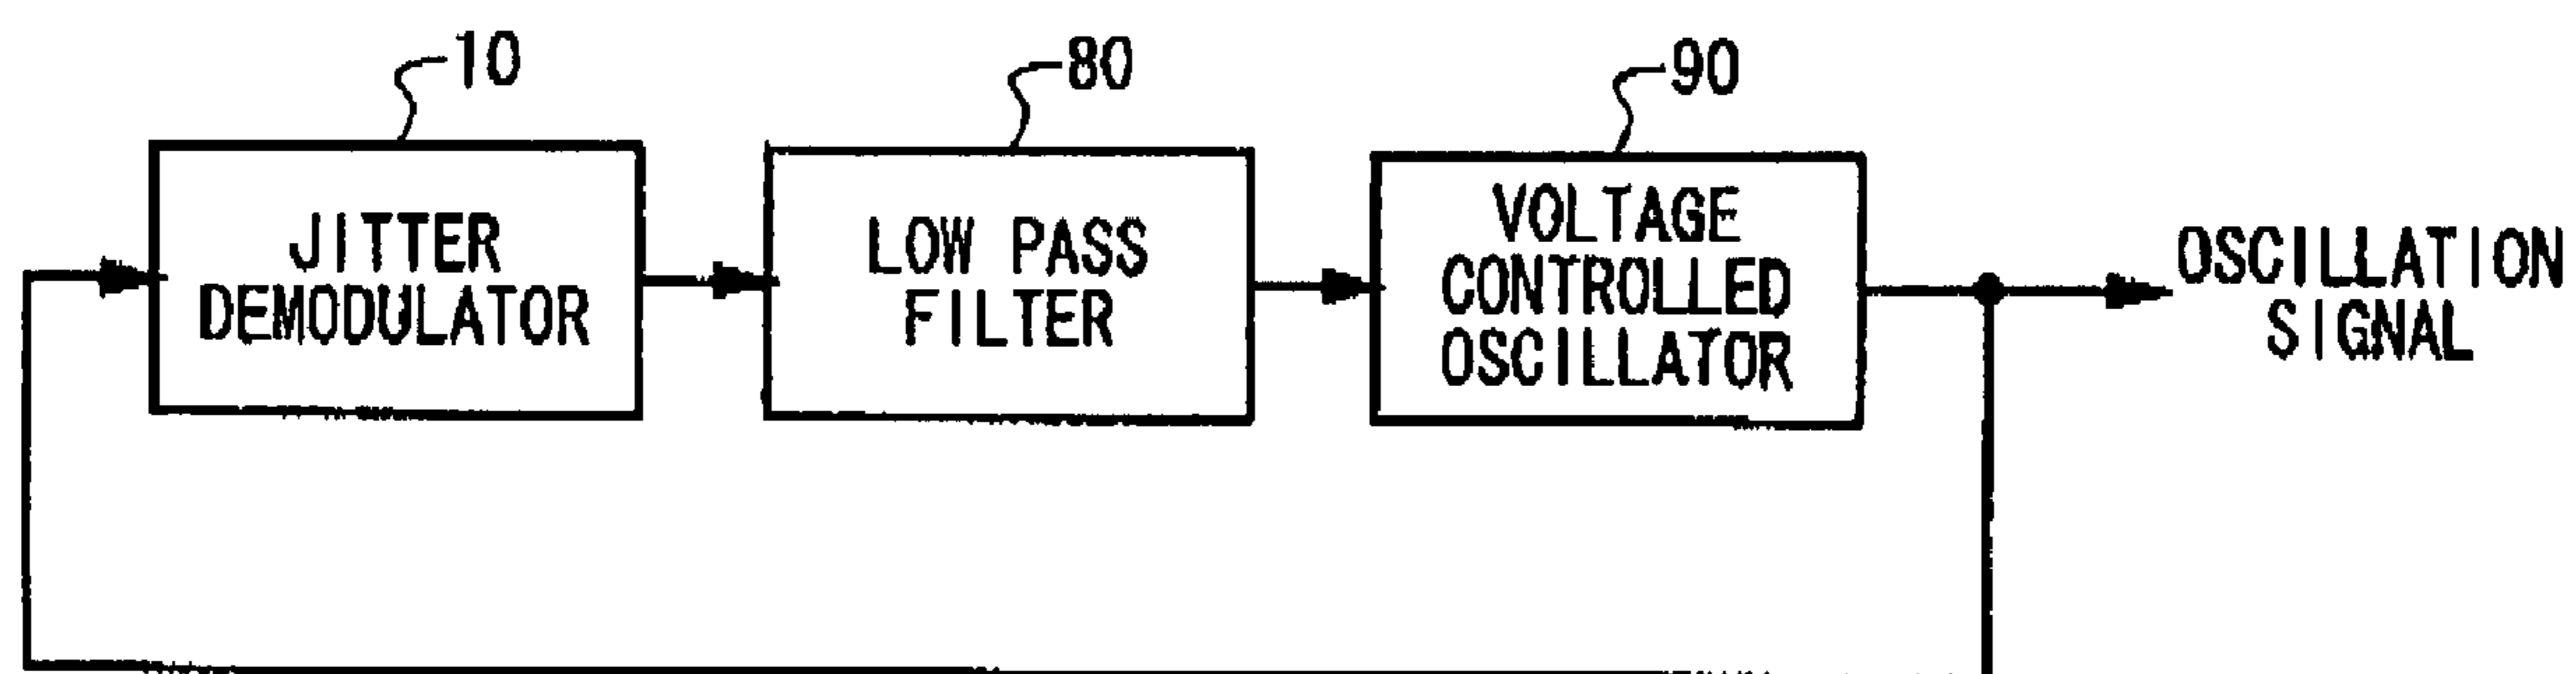 10
80
90
JITTER
DEMODULATOR
LOW PASS
FILTER
VOLTAGE
CONTROLLED
OSCILLATOR
OSCILLATION
SIGNAL